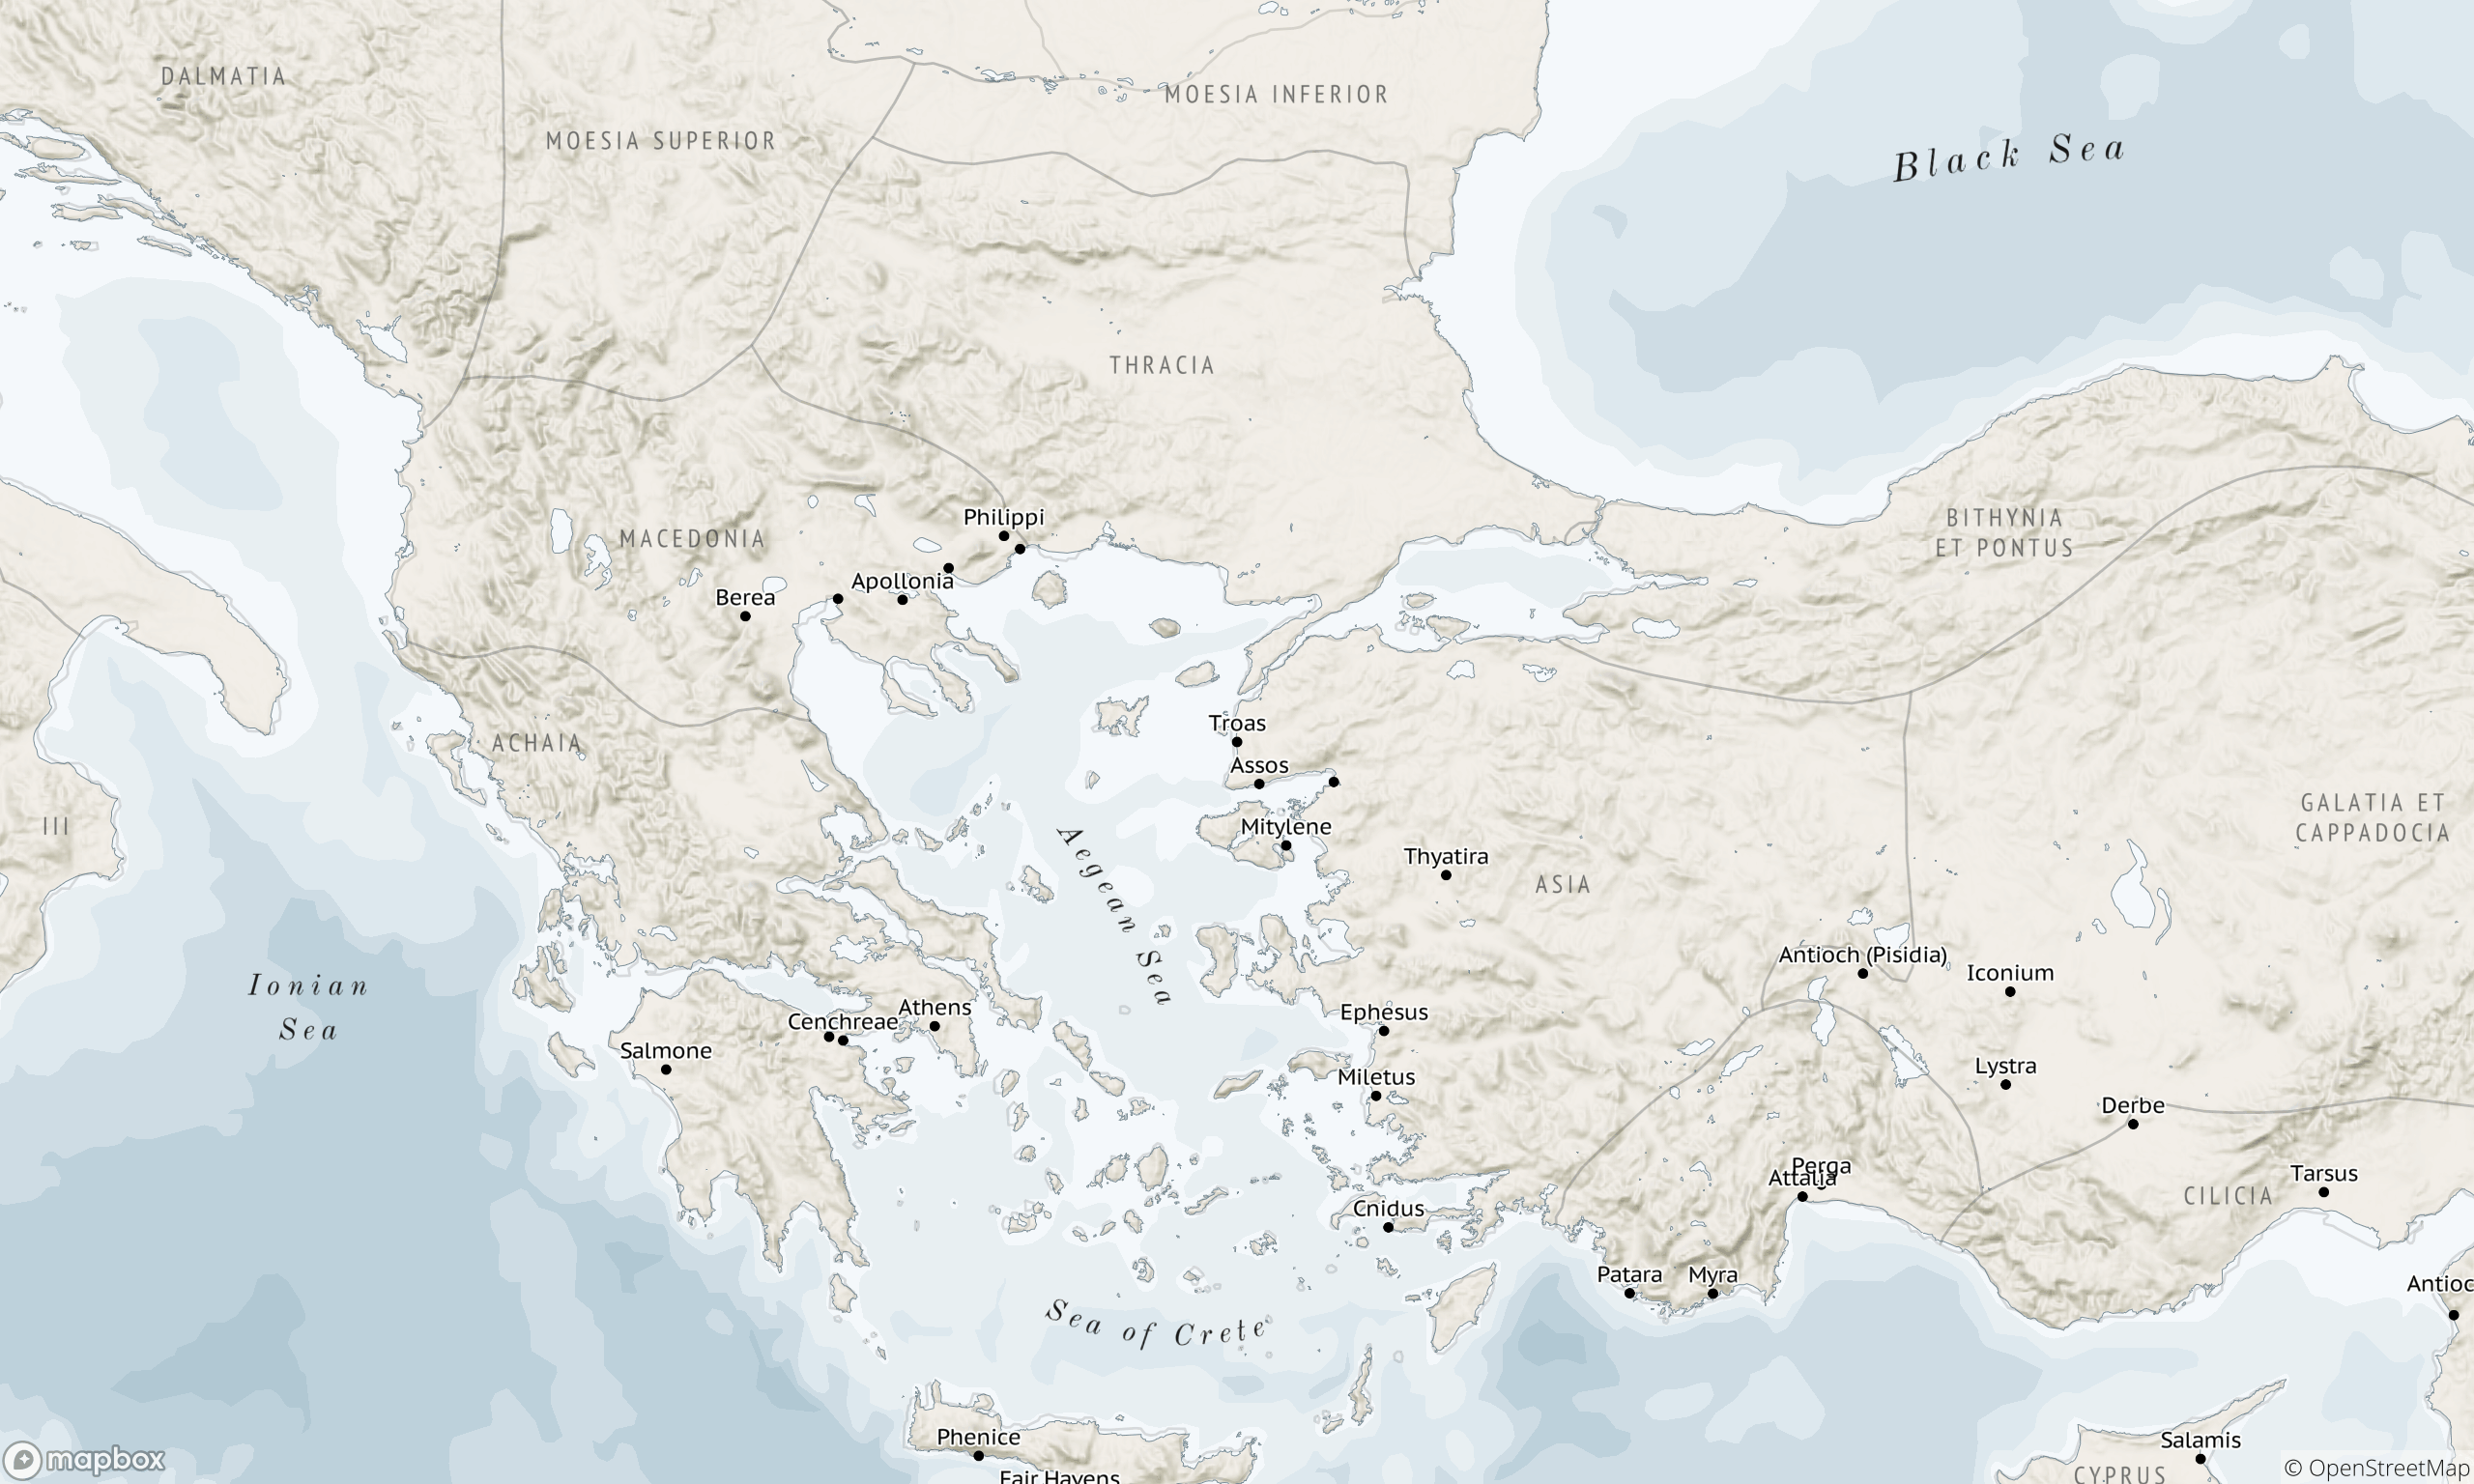 DALMATIA
MOESIA INFERIOR
MOESIA SUPERIOR
Black Sea
THRACIA
Philippi
MACEDONIA
BITHYNIA
ET PONTUS
Apollonia
Berea
Troas
ACHAIA
Assos
GALATIA ET
CAPPADOCIA
III
Mitylene
Thyatira
ASIA
Aegean Sea
Antioch (Pisidia)
Iconium
Ionian
Sea
Athens
Ephesus
Cenchreae
Salmone
Lystra
Miletus
Derbe
Perga
Attalia
Tarsus
CILICIA
Cnidus
Patara
Myra
Antioc
Sea of Crete
Phenice
Salamis
Fair Havens
CYPRUS
mapbox
© OpenStreetMap